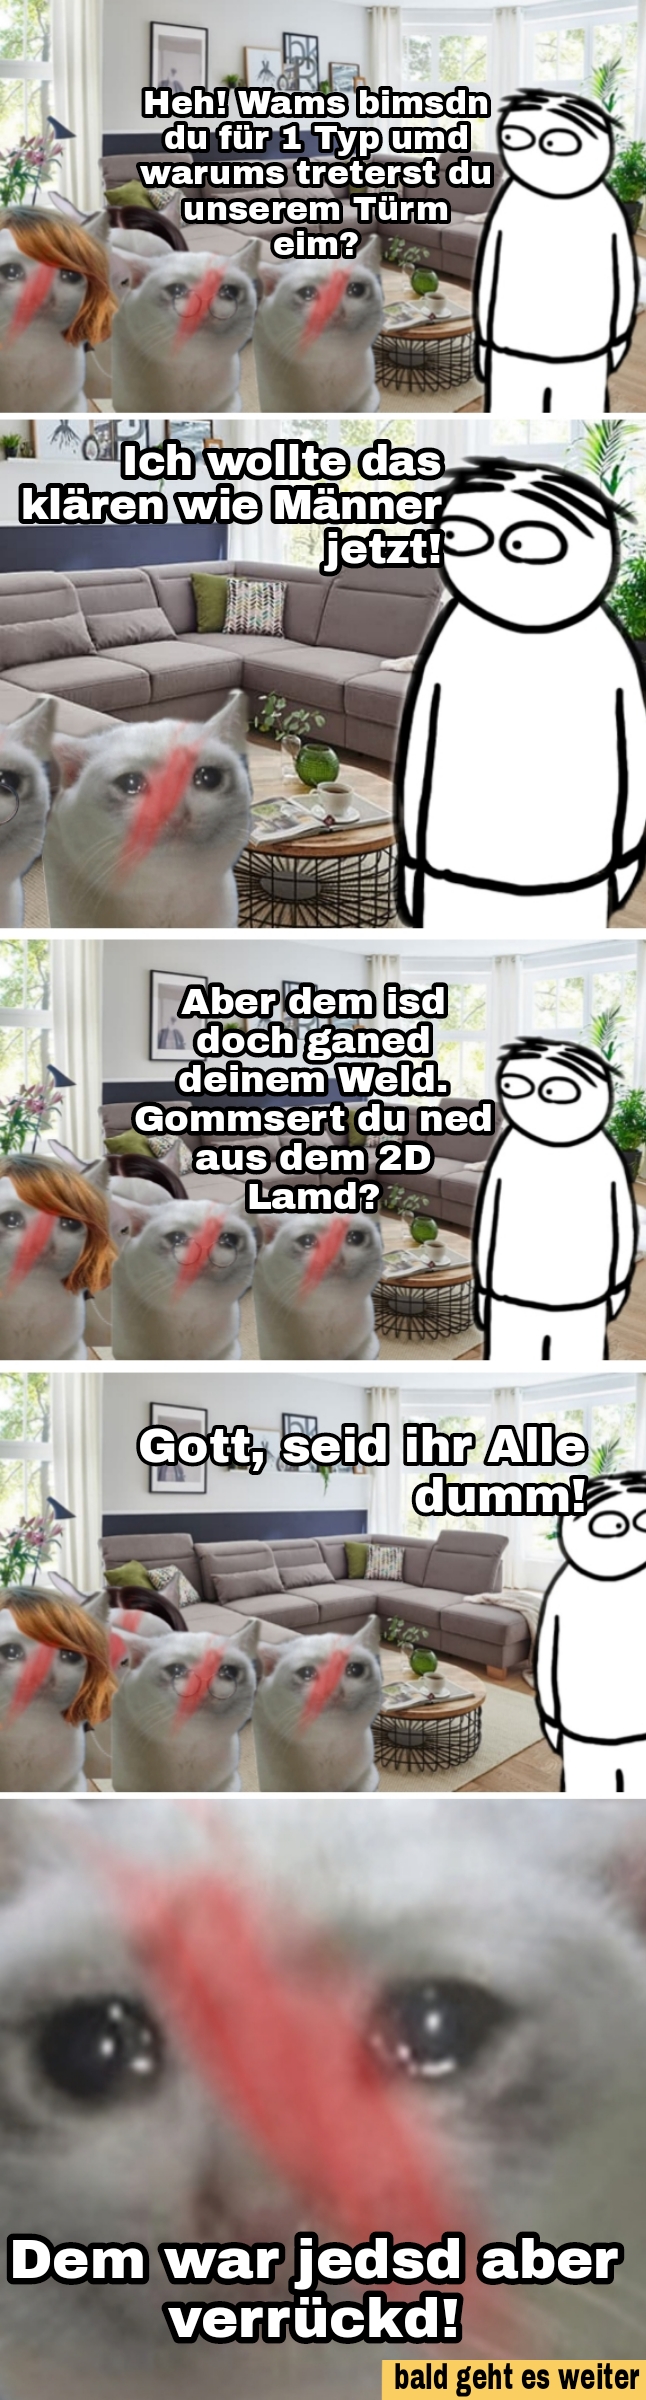 Heh! Wams bimsdn
du für 1 Typ umd
warums treterst du
unserem Türm
eim?
Ich wollte das
klären wie Männer
jetzt!
Aber dem isd
doch ganed
deinem Weld.
Gommsert du ned
aus dem 2D
Lamd?
Gott, seid ihr Alle
dumm!
Dem war jedsd aber
verrückd!
bald geht es weiter